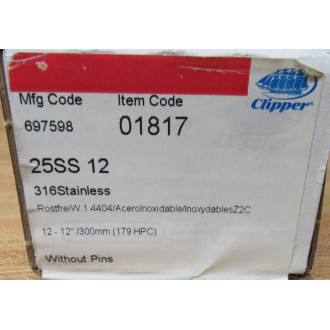 Mfg Code Item Code
697598 01817
Clipper®
25SS 12
316Stainless
RostfreiW.1.4404/AceroInoxidable/InoxydablesZ2C
12 - 12" /300mm (179 HPC)
Without Pins